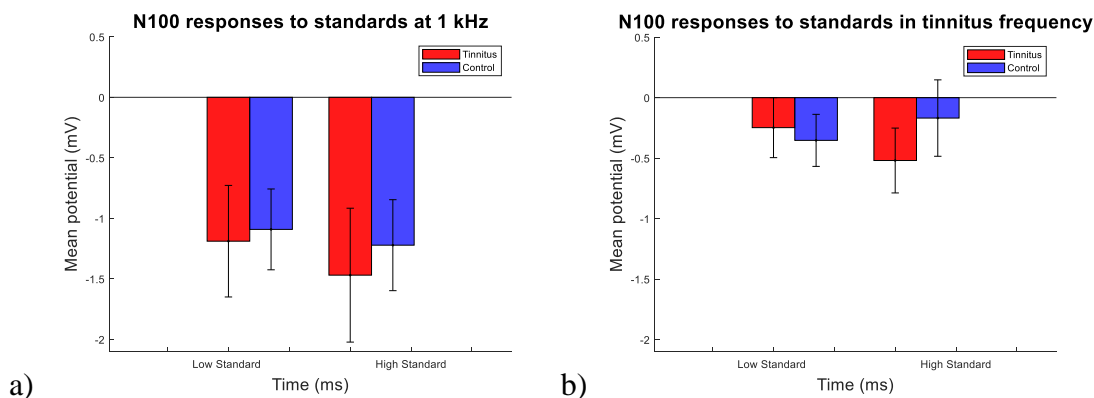 N100 responses to standards at 1 kHz
0.5
0
-0.5
-1
-1.5
-2
Mean potential (mV)
Tinnitus
Control
Low Standard
High Standard
Time (ms)
a)
N100 responses to standards in tinnitus frequency
0.5
0
-0.5
-1
-1.5
-2
Mean potential (mV)
Tinnitus
Control
Low Standard
High Standard
Time (ms)
b)